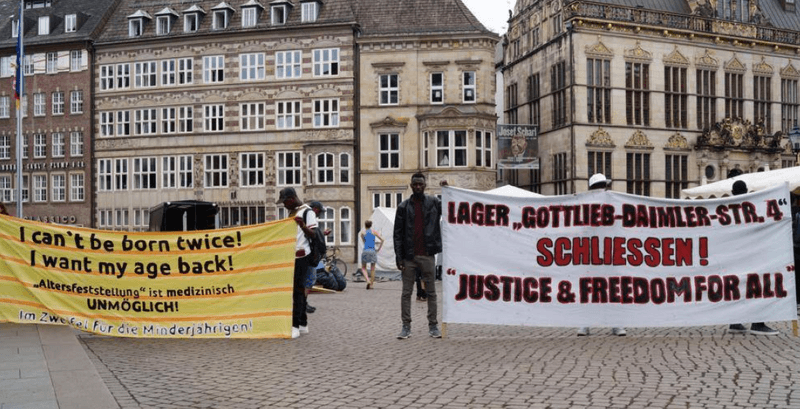 I can't be born twice!
I want my age back!
„Altersfeststellung" ist medizinisch
UNMÖGLICH!
Im Zweifel für die Minderjährigen!
LAGER „GOTTLIEB-DAIMLER-STR. 4"
SCHLIESSEN!
"JUSTICE & FREEDOM FOR ALL"
Josef Scharl